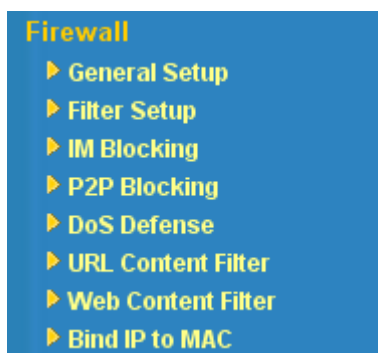 Firewall
General Setup
Filter Setup
IM Blocking
P2P Blocking
DoS Defense
URL Content Filter
Web Content Filter
Bind IP to MAC